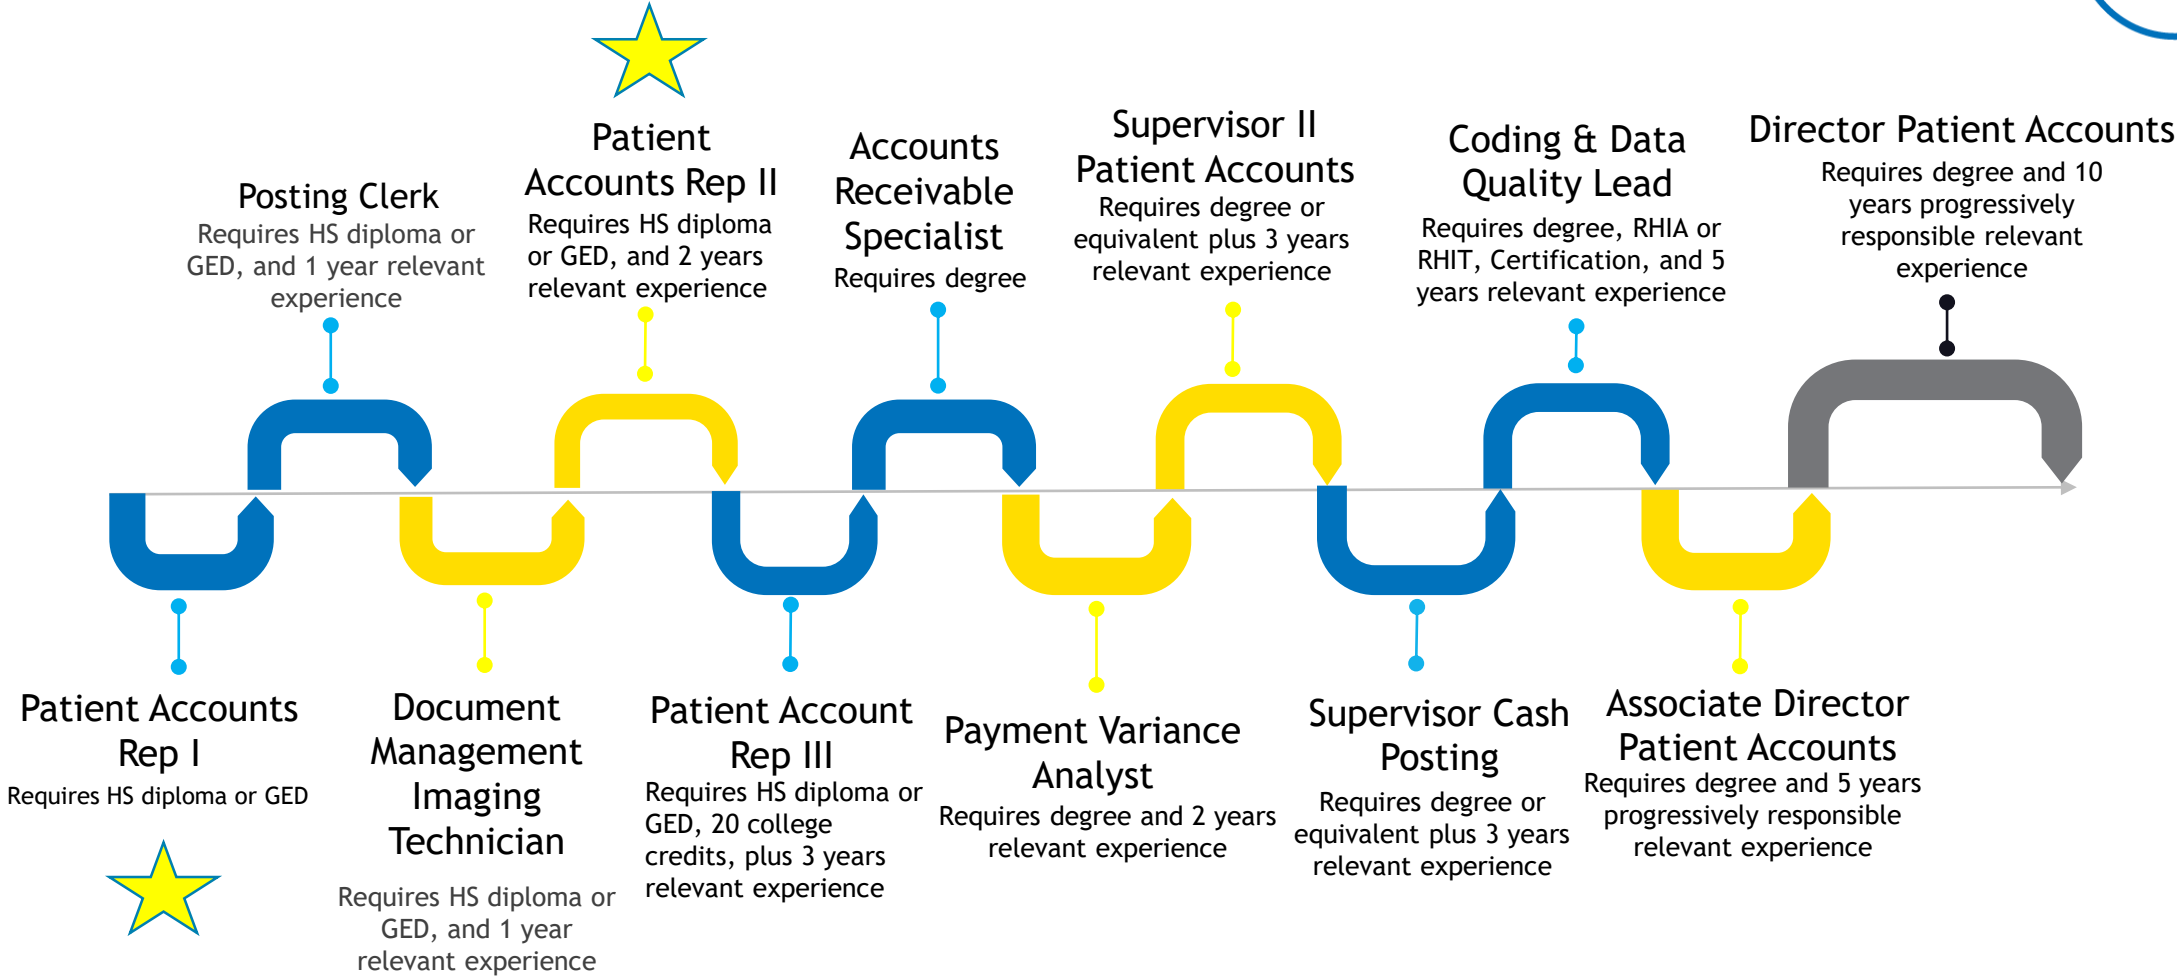 Posting Clerk
Requires HS diploma or
GED, and 1 year relevant
experience
Patient
Accounts Rep II
Requires HS diploma
or GED, and 2 years
relevant experience
Accounts
Receivable
Specialist
Requires degree
Supervisor II
Patient Accounts
Requires degree or
equivalent plus 3 years
relevant experience
Coding & Data
Quality Lead
Requires degree, RHIA or
RHIT, Certification, and 5
years relevant experience
Director Patient Accounts
Requires degree and 10
years progressively
responsible relevant
experience
Patient Accounts
Rep I
Requires HS diploma or GED
Document
Management
Imaging
Technician
Requires HS diploma or
GED, and 1 year
relevant experience
Patient Account
Rep III
Requires HS diploma or
GED, 20 college
credits, plus 3 years
relevant experience
Payment Variance
Analyst
Requires degree and 2 years
relevant experience
Supervisor Cash
Posting
Requires degree or
equivalent plus 3 years
relevant experience
Associate Director
Patient Accounts
Requires degree and 5 years
progressively responsible
relevant experience